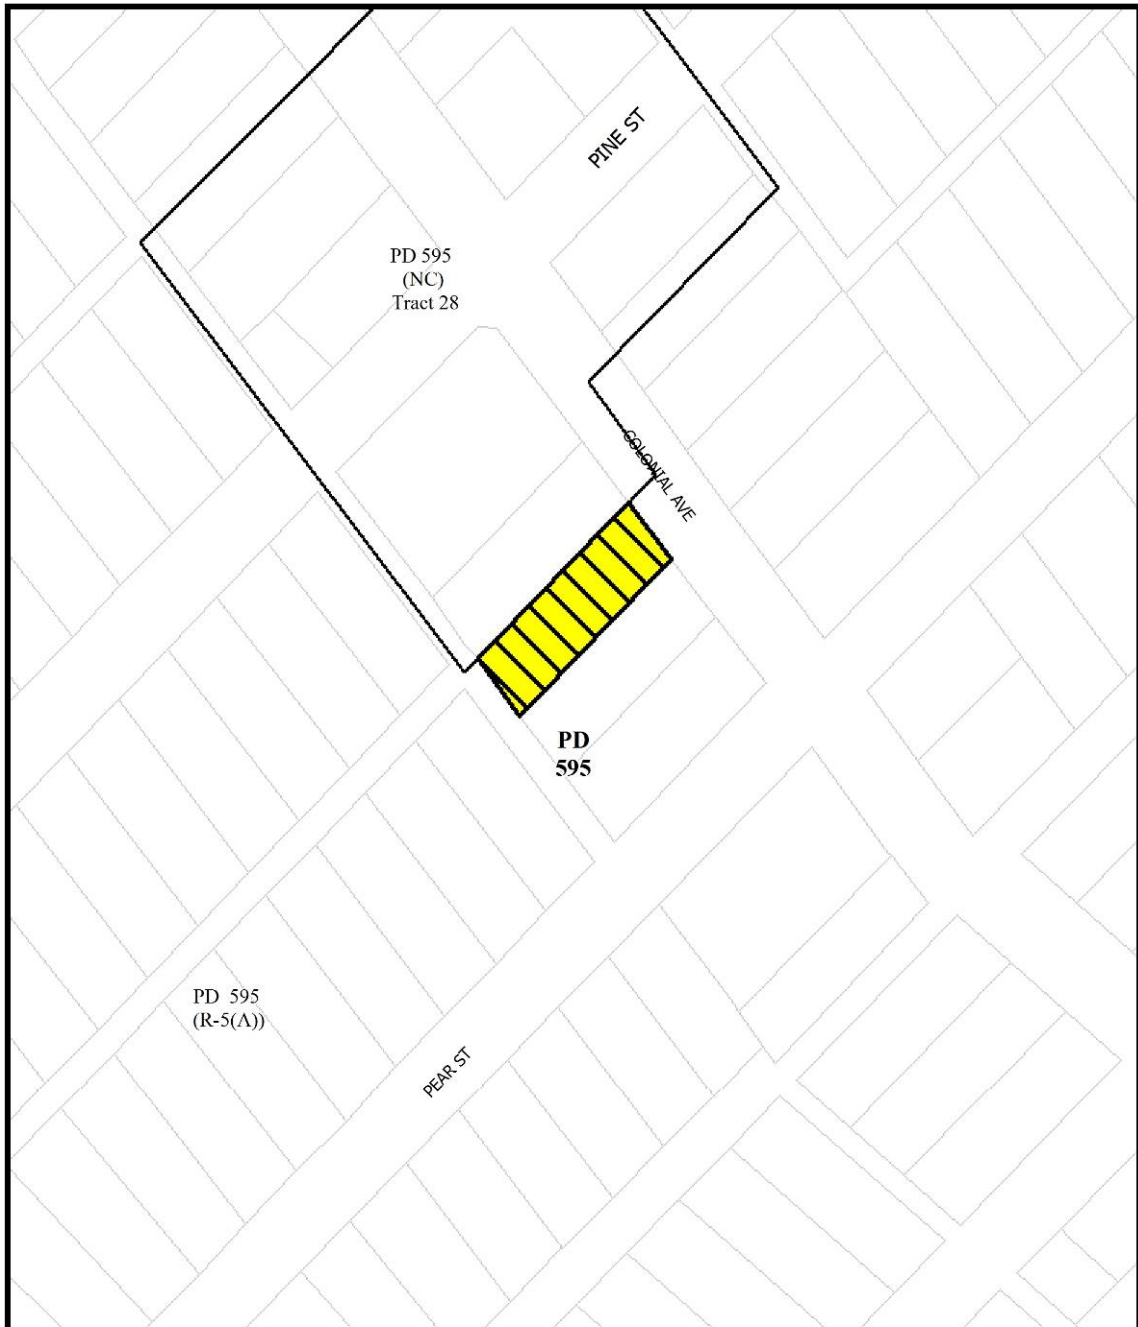 PINE ST
PD 595
(NC)
Tract 28
COLONIAL AVE
PD
595
PD 595
(R-5(A))
PEAR ST